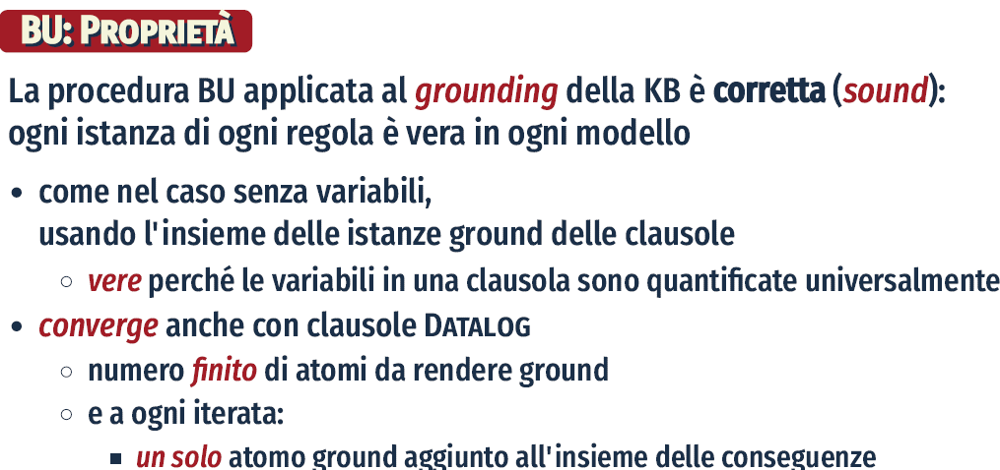 BU: PROPRIETÀ
La procedura BU applicata al grounding della KB è corretta (sound):
ogni istanza di ogni regola è vera in ogni modello
• come nel caso senza variabili,
usando l'insieme delle istanze ground delle clausole
○ vere perché le variabili in una clausola sono quantificate universalmente
• converge anche con clausole DATALOG
○ numero finito di atomi da rendere ground
○ e a ogni iterata:
▪ un solo atomo ground aggiunto all'insieme delle conseguenze